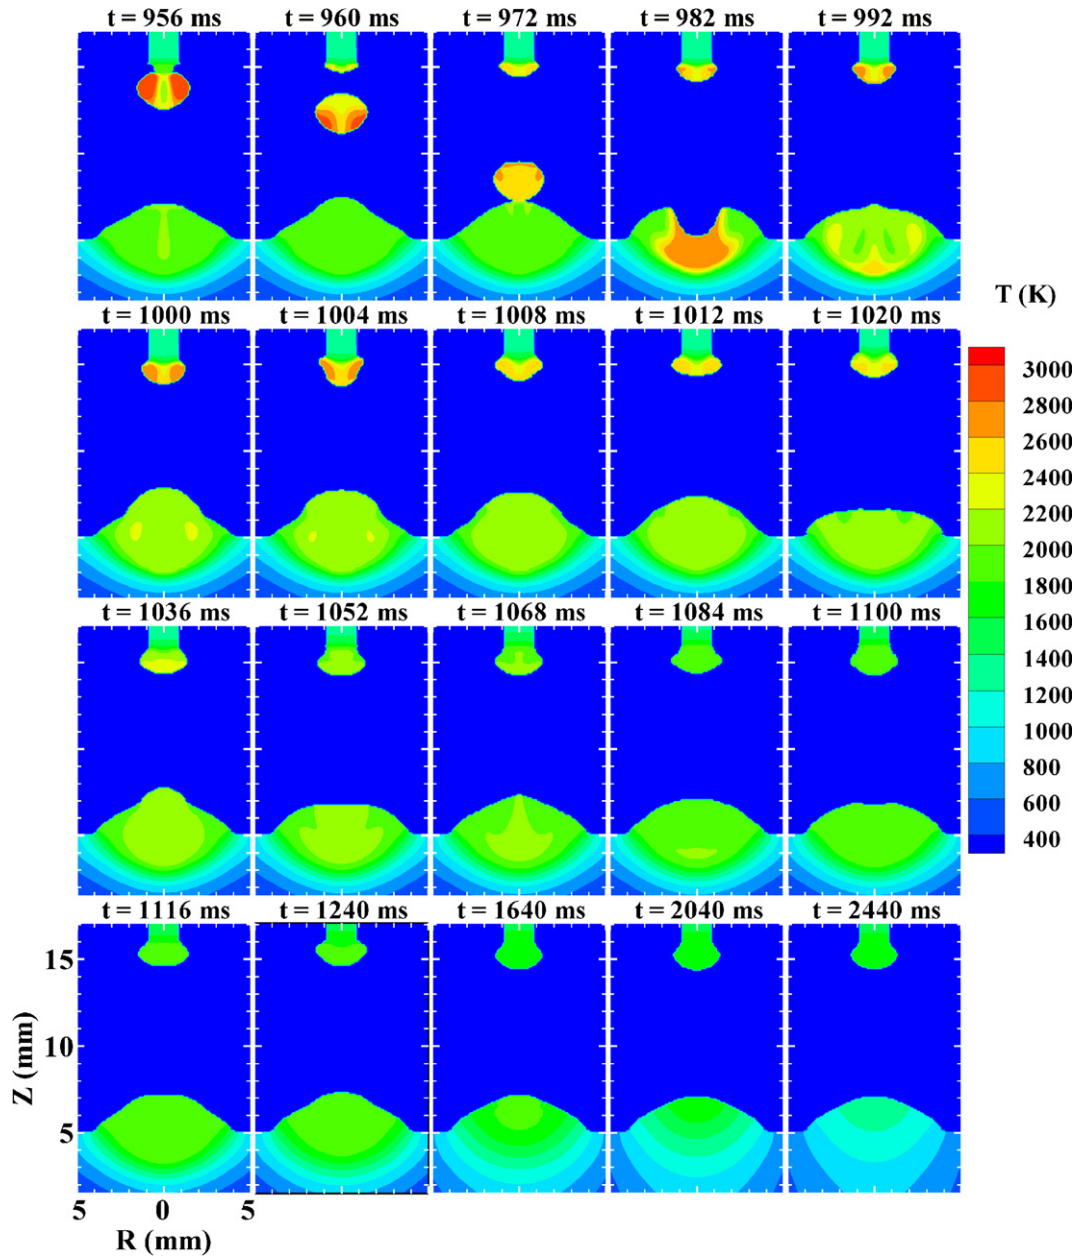 t = 956 ms t = 960 ms t = 972 ms t = 982 ms t = 992 ms
T (K)
t = 1000 ms t = 1004 ms t = 1008 ms t = 1012 ms t = 1020 ms
3000
2800
2600
2400
2200
2000
1800
1600
1400
1200
1000
800
600
400
t = 1036 ms t = 1052 ms t = 1068 ms t = 1084 ms t = 1100 ms
t = 1116 ms t = 1240 ms t = 1640 ms t = 2040 ms t = 2440 ms
15
10
5
Z (mm)
5 0 5
R (mm)